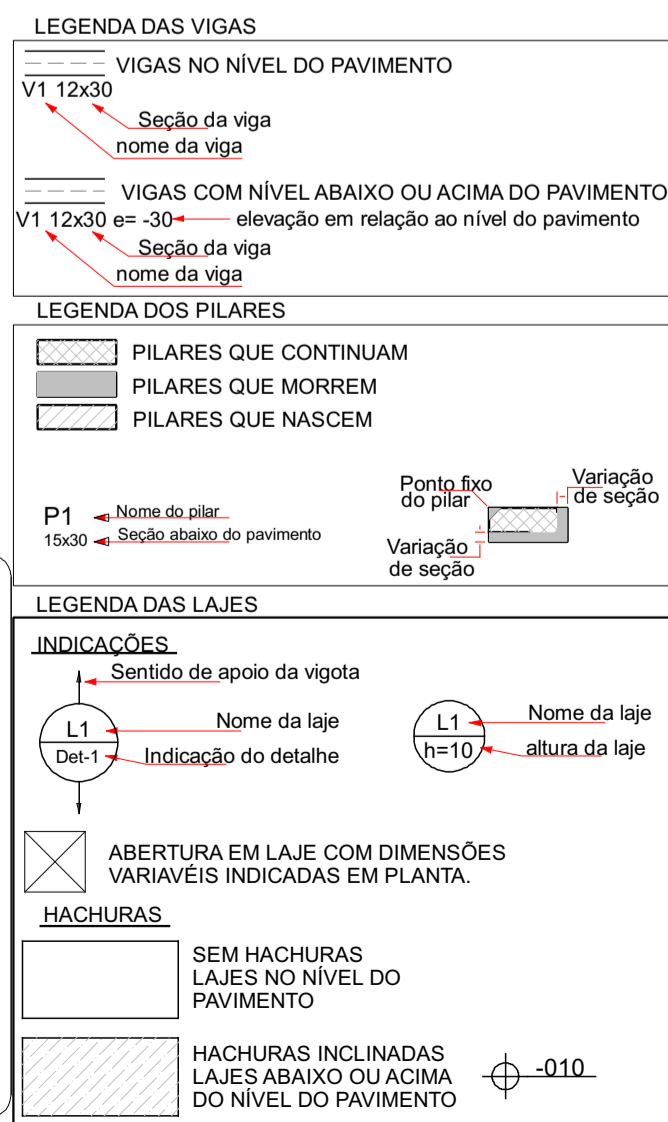 LEGENDA DAS VIGAS
VIGAS NO NÍVEL DO PAVIMENTO
V1 12x30
Seção da viga
nome da viga
VIGAS COM NÍVEL ABAIXO OU ACIMA DO PAVIMENTO
V1 12x30 e= -30
elevação em relação ao nível do pavimento
Seção da viga
nome da viga
LEGENDA DOS PILARES
PILARES QUE CONTINUAM
PILARES QUE MORREM
PILARES QUE NASCEM
P1
Nome do pilar
15x30
Seção abaixo do pavimento
Ponto fixo
do pilar
Variação
de seção
Variação
de seção
LEGENDA DAS LAJES
INDICAÇÕES
Sentido de apoio da vigota
L1
Nome da laje
Det-1
Indicação do detalhe
L1
Nome da laje
h=10
altura da laje
ABERTURA EM LAJE COM DIMENSÕES
VARIAVÉIS INDICADAS EM PLANTA.
HACHURAS
SEM HACHURAS
LAJES NO NÍVEL DO
PAVIMENTO
HACHURAS INCLINADAS
LAJES ABAIXO OU ACIMA
DO NÍVEL DO PAVIMENTO
-010